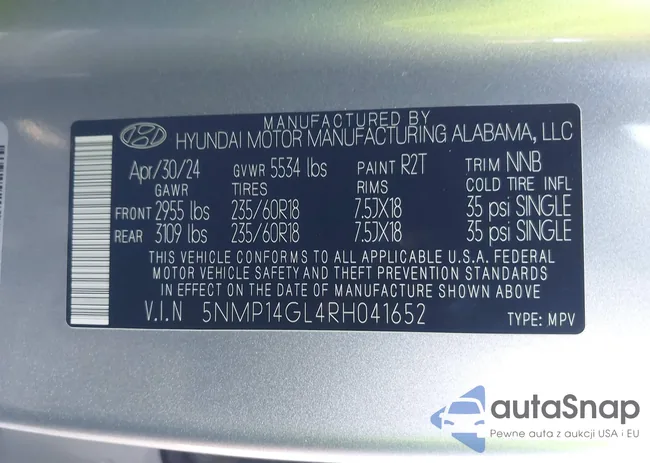 MANUFACTURED BY
HYUNDAI MOTOR MANUFACTURING ALABAMA, LLC
Apr/30/24 GVWR 5534 lbs PAINT R2T TRIM NNB
GAWR TIRES RIMS COLD TIRE INFL
FRONT 2955 lbs 235/60R18 7.5JX18 35 psi SINGLE
REAR 3109 lbs 235/60R18 7.5JX18 35 psi SINGLE
THIS VEHICLE CONFORMS TO ALL APPLICABLE U.S.A. FEDERAL
MOTOR VEHICLE SAFETY AND THEFT PREVENTION STANDARDS
IN EFFECT ON THE DATE OF MANUFACTURE SHOWN ABOVE
V.I.N 5NMP14GL4RH041652 TYPE: MPV
autaSnap
Pewne auta z aukcji USA i EU